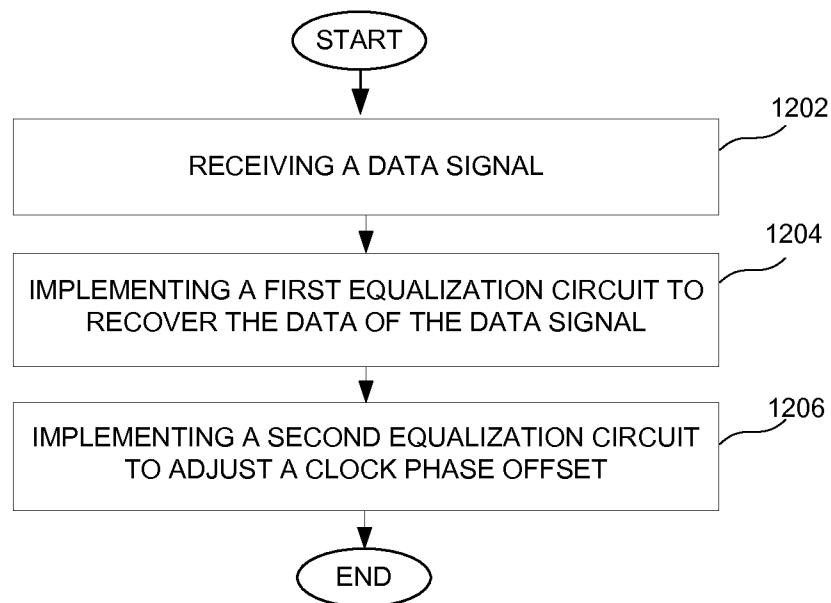 START
1202
RECEIVING A DATA SIGNAL
1204
IMPLEMENTING A FIRST EQUALIZATION CIRCUIT TO
RECOVER THE DATA OF THE DATA SIGNAL
1206
IMPLEMENTING A SECOND EQUALIZATION CIRCUIT
TO ADJUST A CLOCK PHASE OFFSET
END